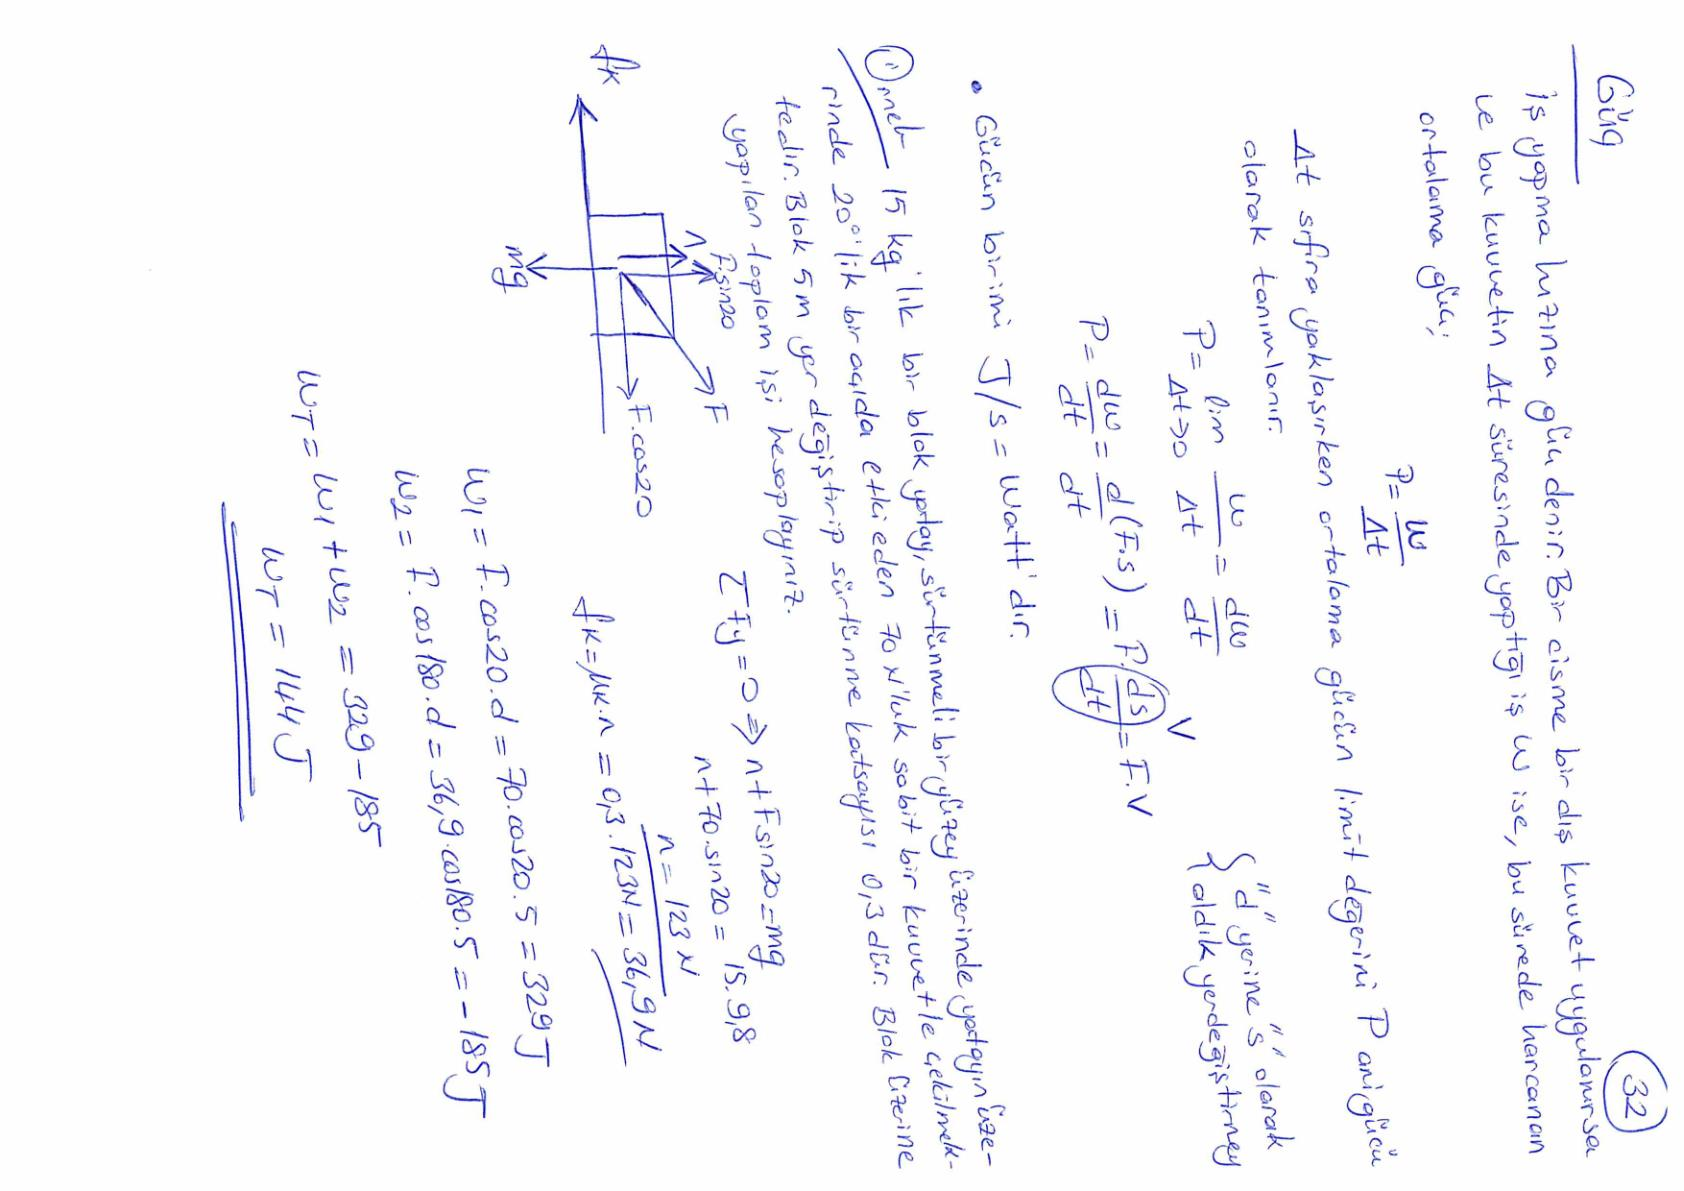 32
Güç
İş yapma hızına güç denir. Bir cisme bir dış kuvvet uygulanırsa
ve bu kuvvetin Δt süresinde yaptığı iş W ise, bu sürede harcanan
ortalama güç;
P = W / Δt
Δt sıfıra yaklaşırken ortalama gücün limit değerini P ani gücü
olarak tanımlanır.
P = lim Δt→0 W / Δt = dW / dt
{ "d" yerine "s" olarak
aldık yerdeğiştirmey
P = dW / dt = d / dt (F.s) = F. ds / dt = F.V
V
• Gücün birimi J/s = Watt'dır.
Örnek 15 kg'lık bir blok yatay, sürtünmeli bir yüzey üzerinde yatayın üze-
rinde 20°'lik bir açıda etki eden 70 N'luk sabit bir kuvvetle çekilmek-
tedir. Blok 5m yer değiştirip sürtünme katsayısı 0,3 dür. Blok üzerine
yapılan toplam işi hesaplayınız.
n
F.sin20
F
F.cos20
fk
mg
Σ Fy = 0 => n + Fsin20 = mg
n + 70.sin20 = 15.9,8
n = 123 N
fk = μk.n = 0,3.123N = 36,9N
W1 = F.cos20.d = 70.cos20.5 = 329J
W2 = F.cos180.d = 36,9.cos180.5 = -185J
WT = W1 + W2 = 329 - 185
WT = 144 J